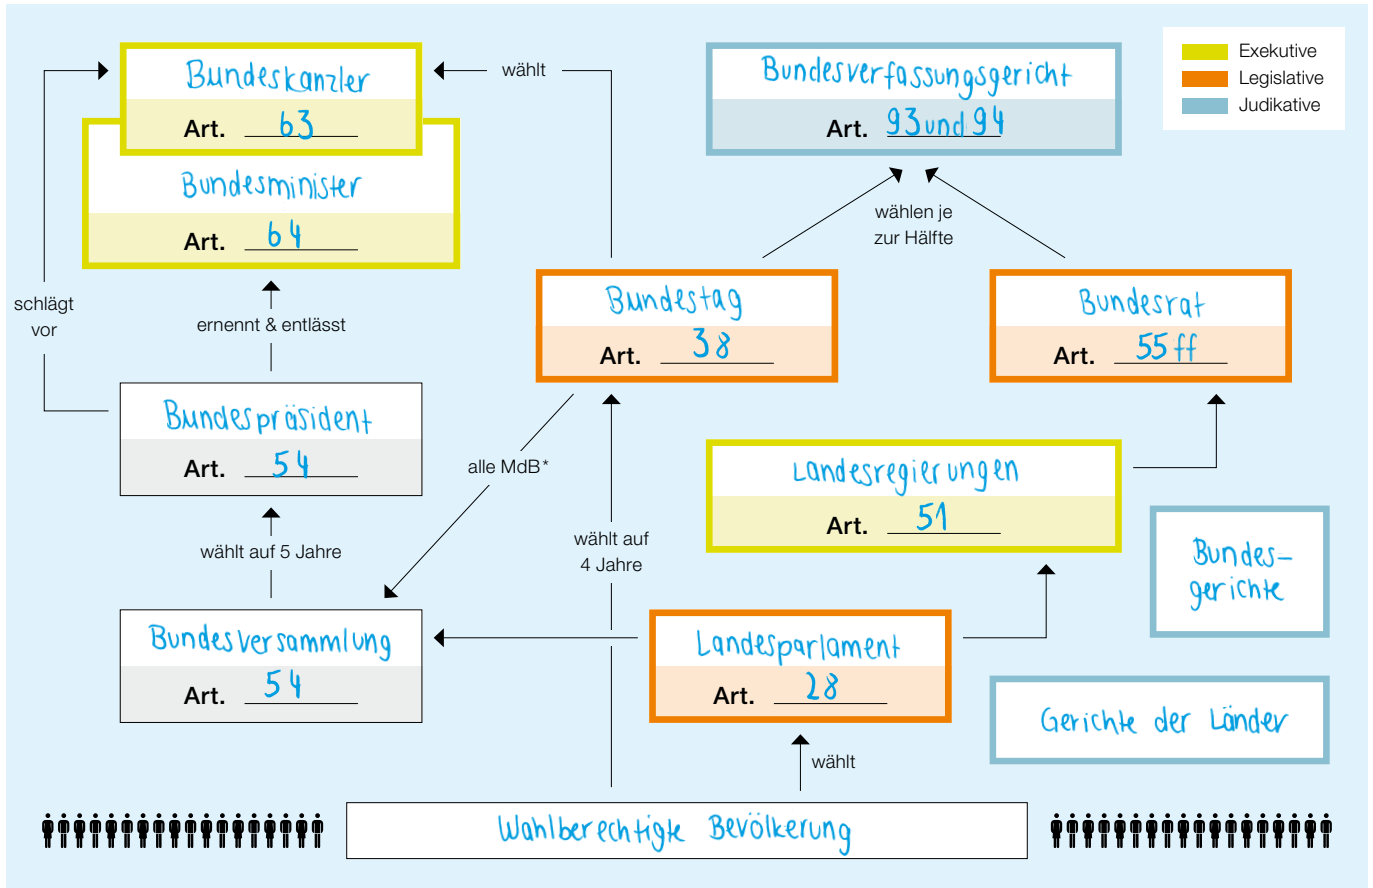 Exekutive
Legislative
Judikative
Bundeskanzler
Art. 63
Bundesminister
Art. 64
wählt
Bundesverfassungsgericht
Art. 93 und 94
wählen je
zur Hälfte
schlägt
vor
ernennt & entlässt
Bundestag
Art. 38
Bundesrat
Art. 55 ff
Bundespräsident
Art. 54
alle MdB*
Landesregierungen
Art. 51
wählt auf 5 Jahre
wählt auf
4 Jahre
Bundes-
gerichte
Bundesversammlung
Art. 54
Landesparlament
Art. 28
Gerichte der Länder
wählt
Wahlberechtigte Bevölkerung